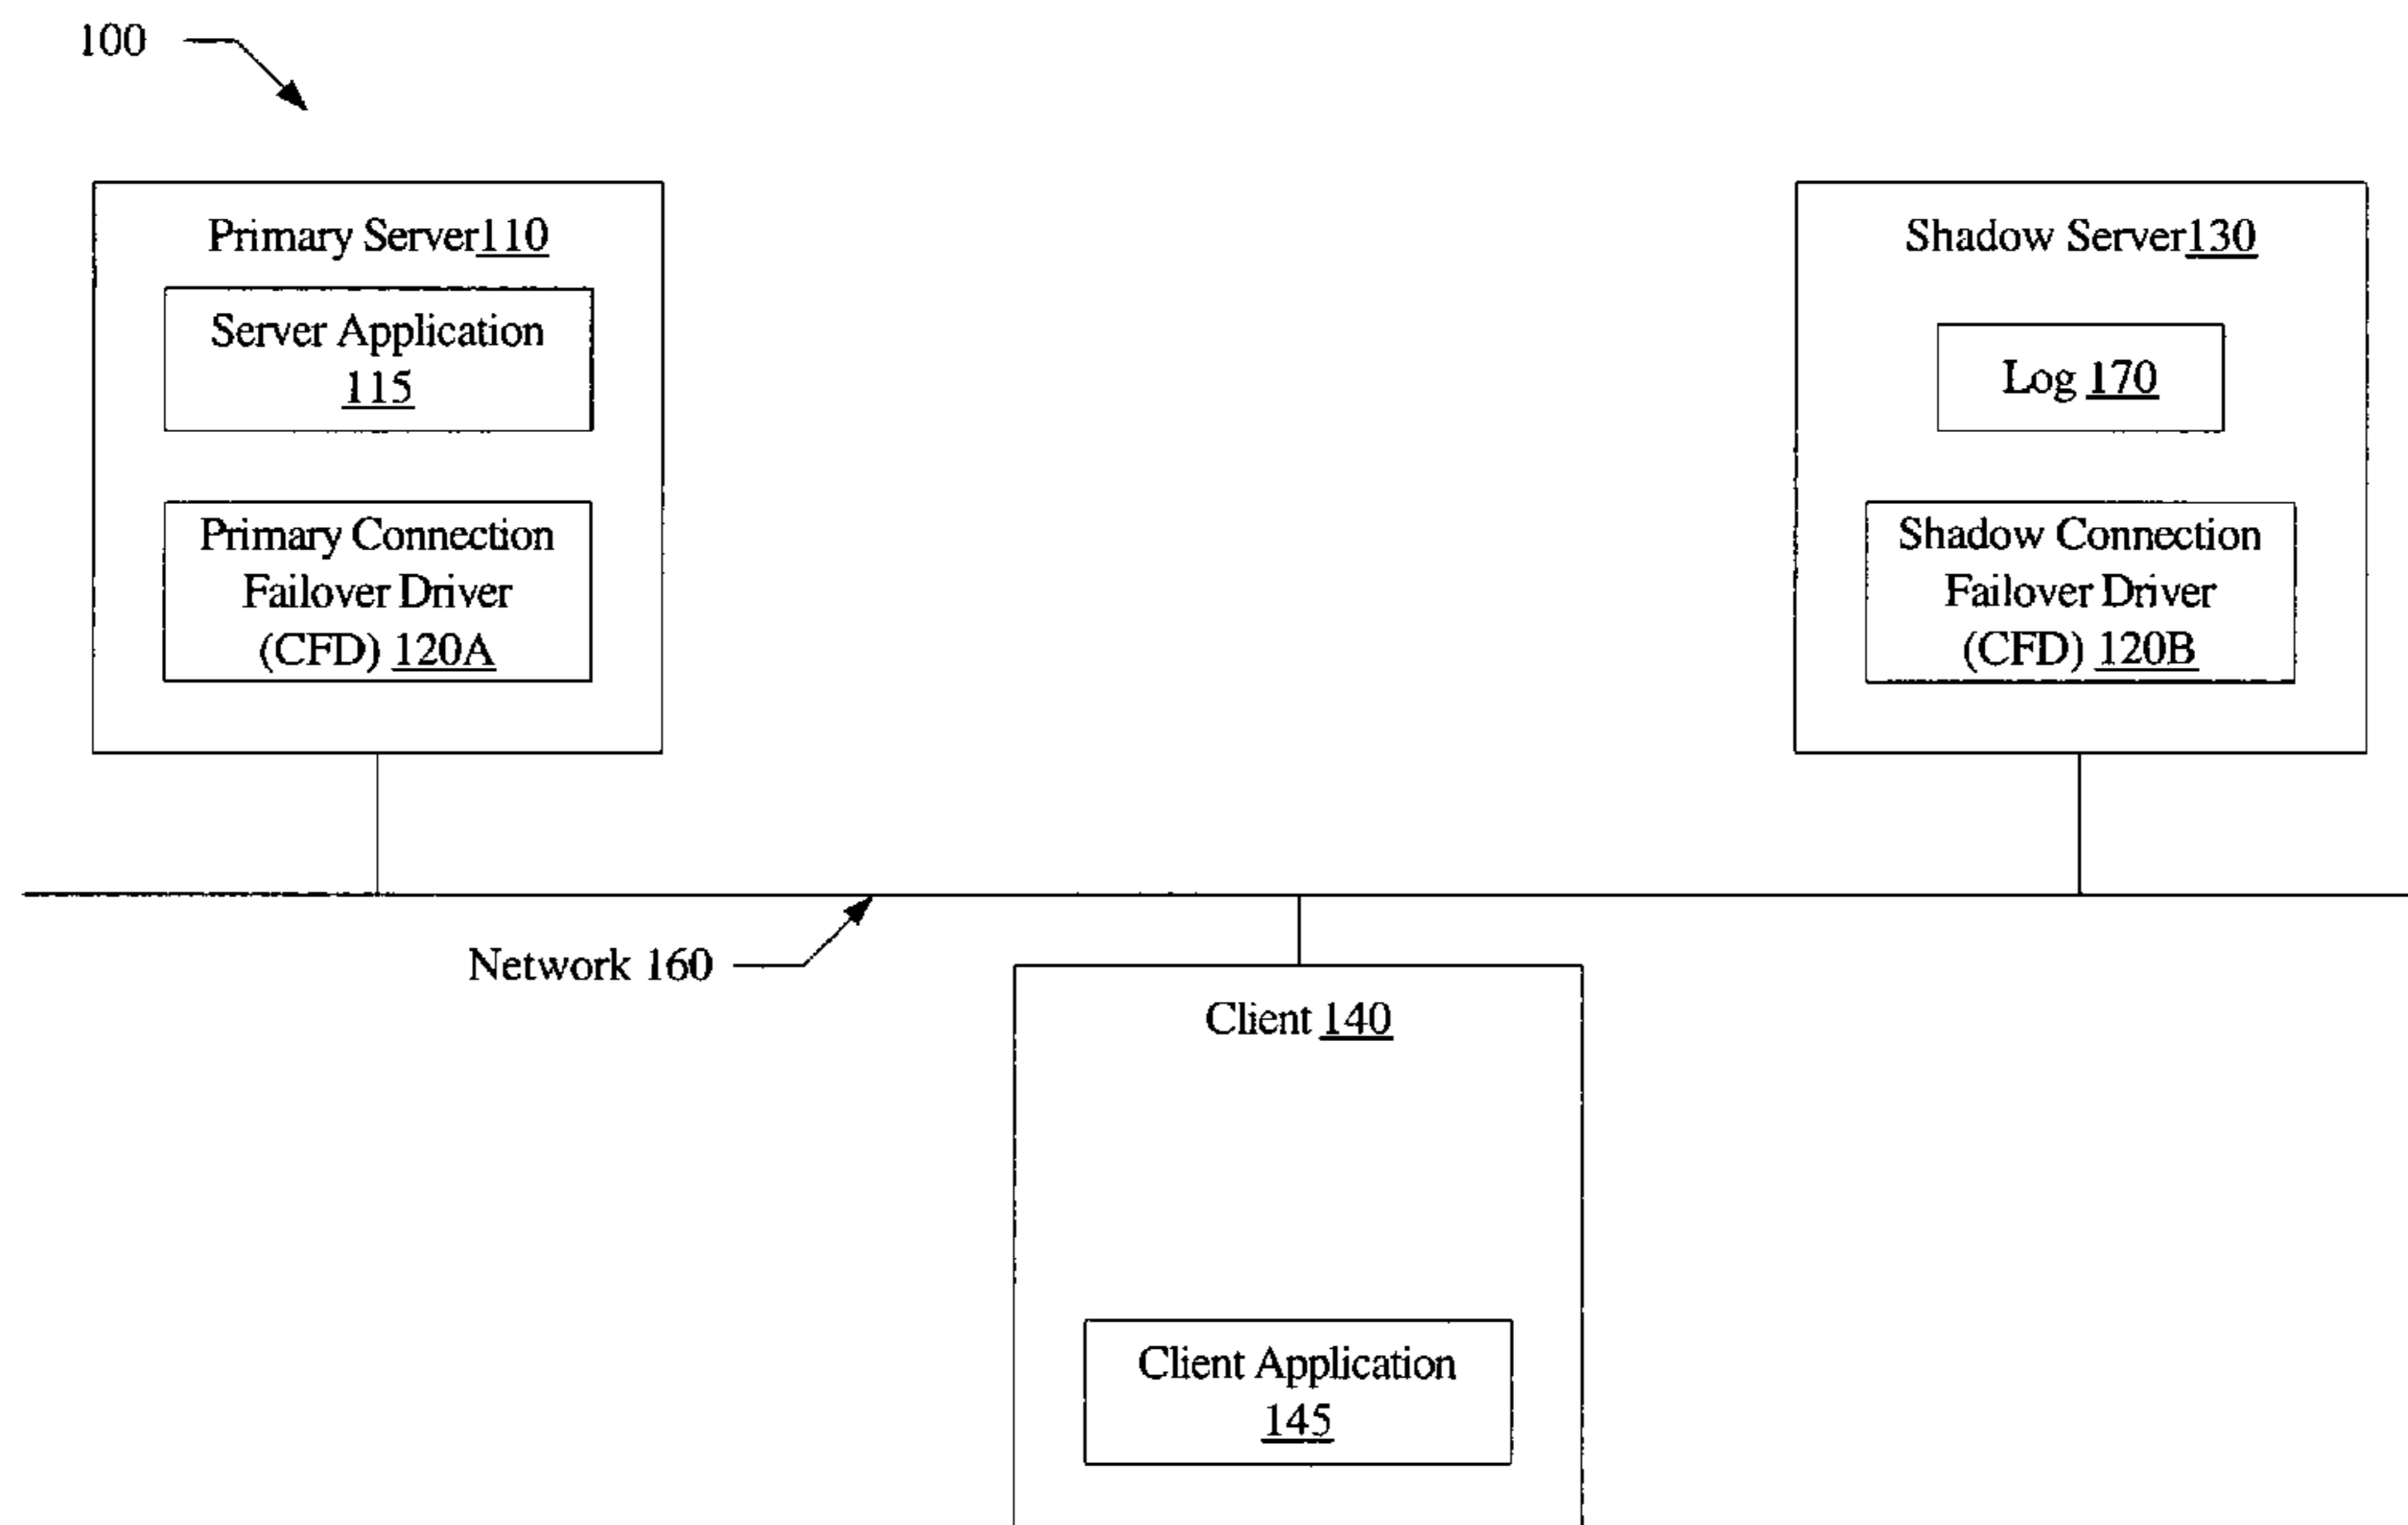 100
Primary Server110
Server Application
115
Primary Connection
Failover Driver
(CFD) 120A
Shadow Server130
Log 170
Shadow Connection
Failover Driver
(CFD) 120B
Network 160
Client 140
Client Application
145